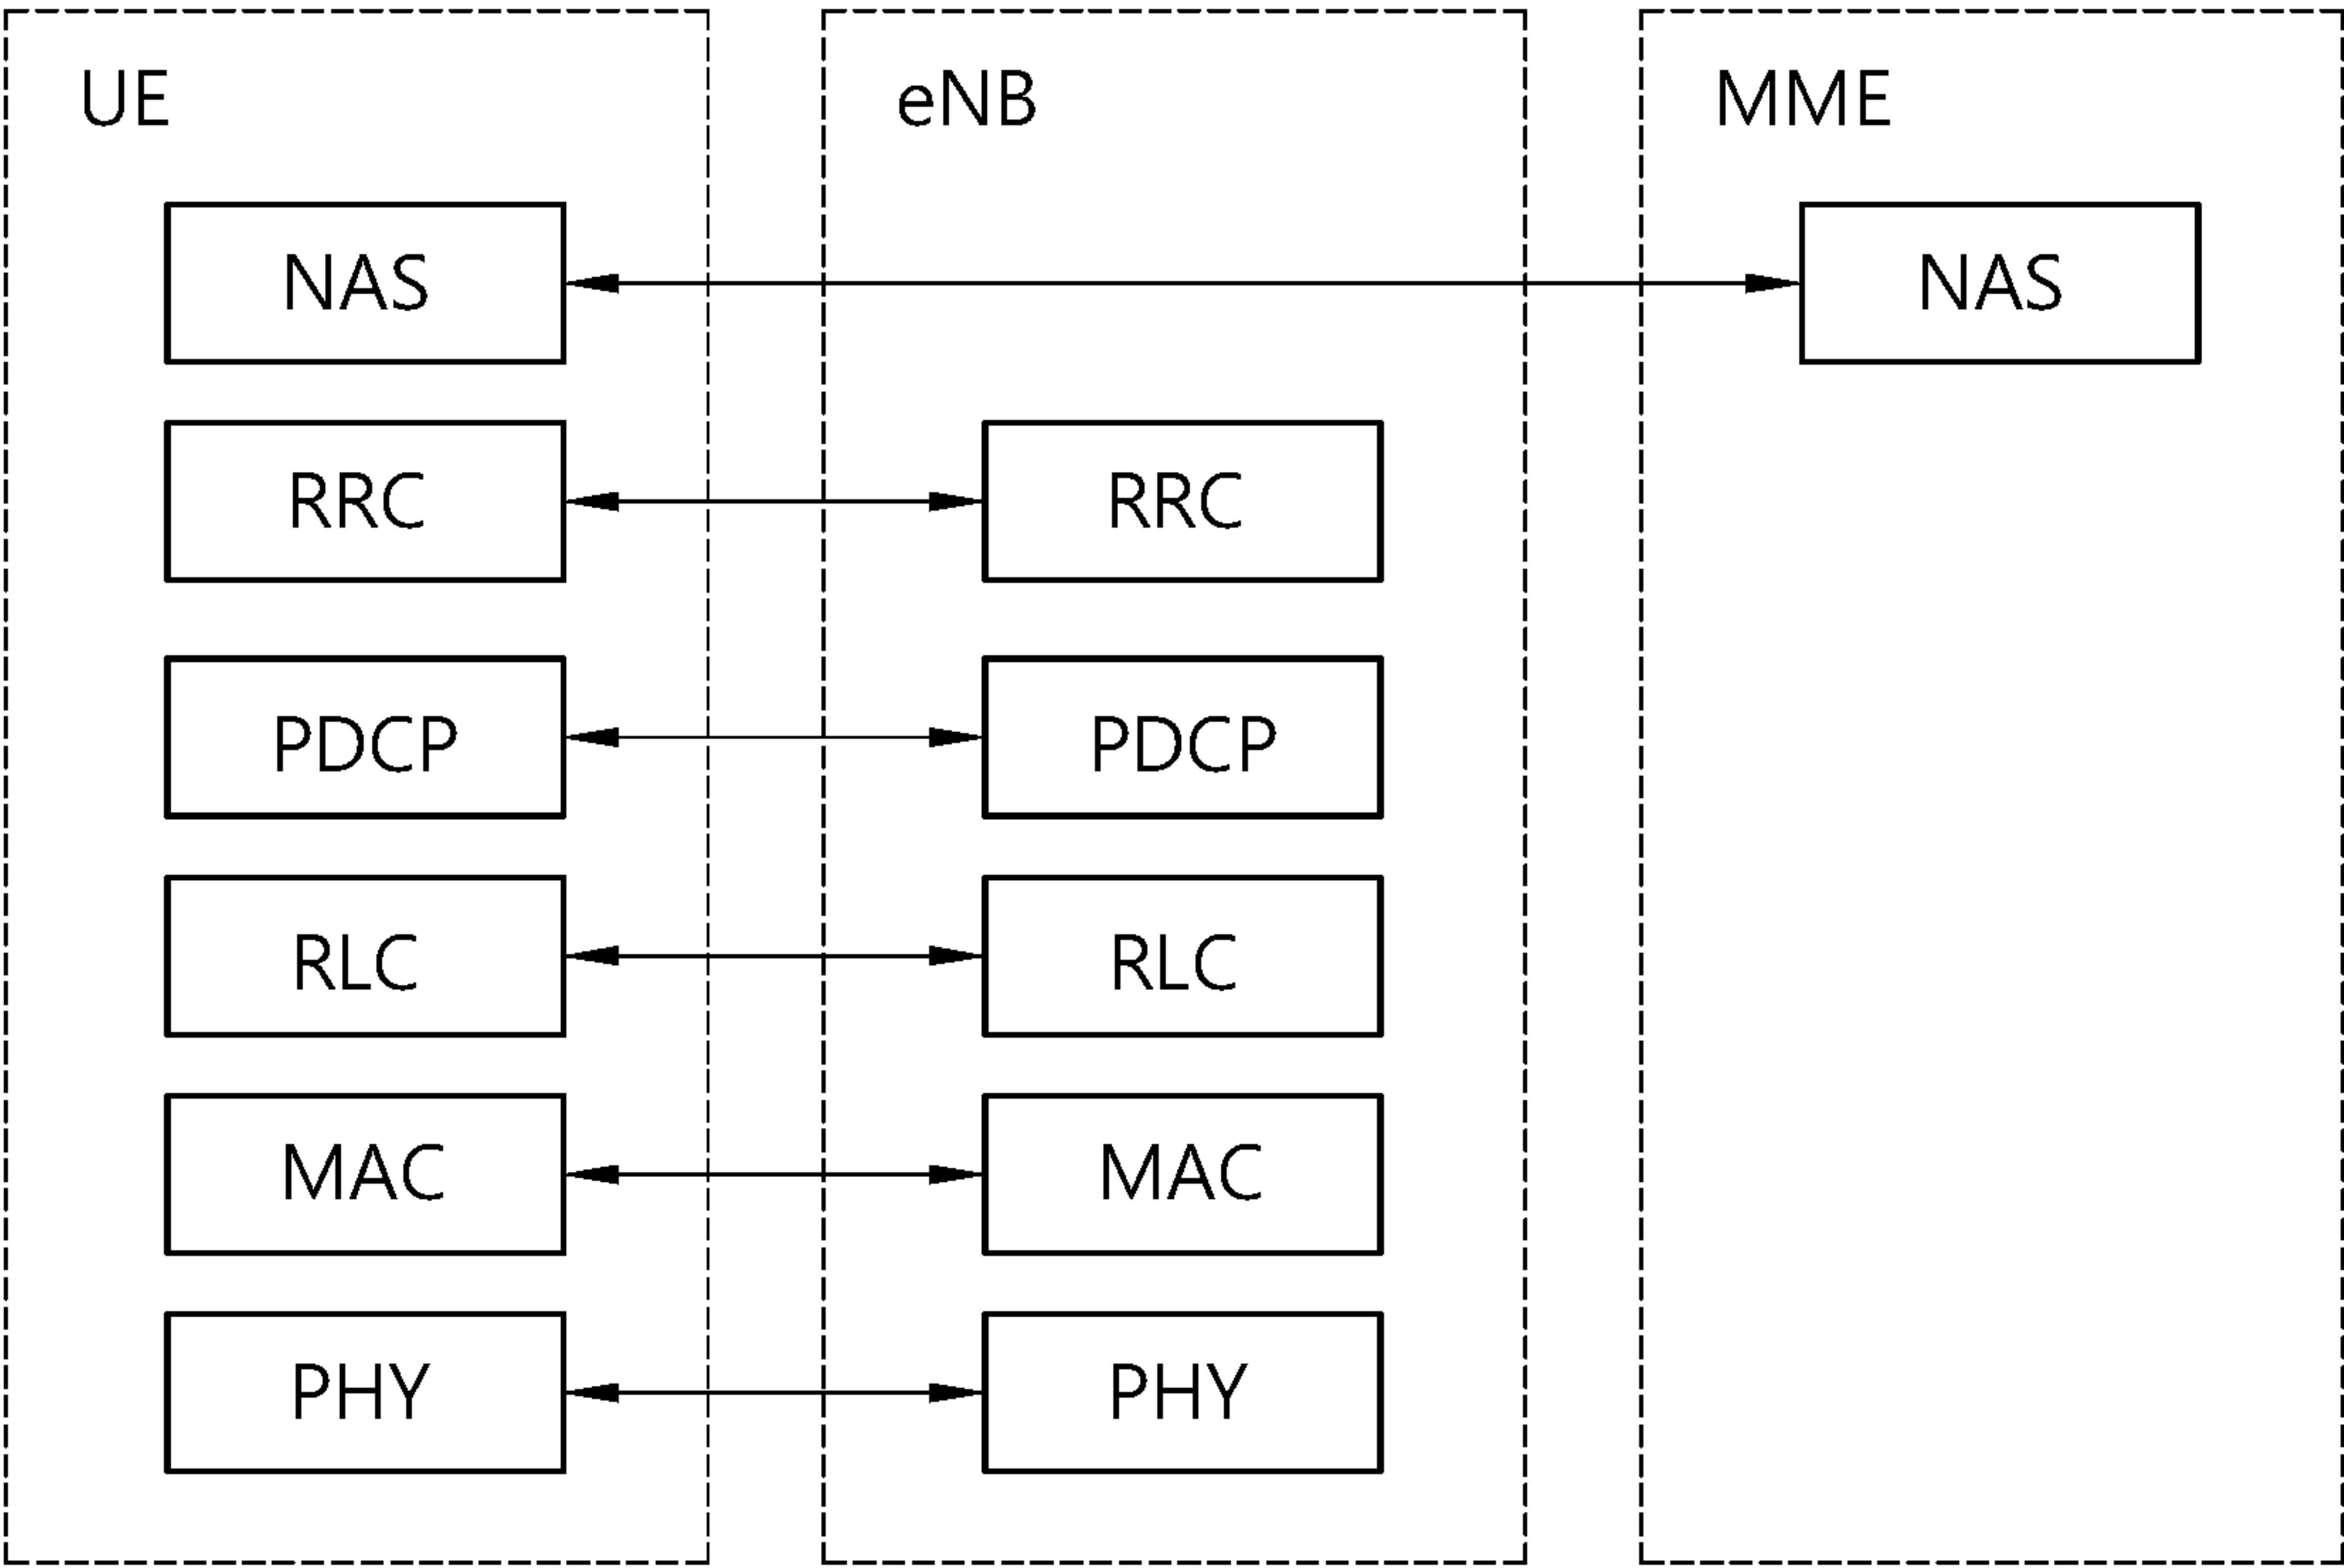 UE
eNB
MME
NAS
NAS
RRC
RRC
PDCP
PDCP
RLC
RLC
MAC
MAC
PHY
PHY